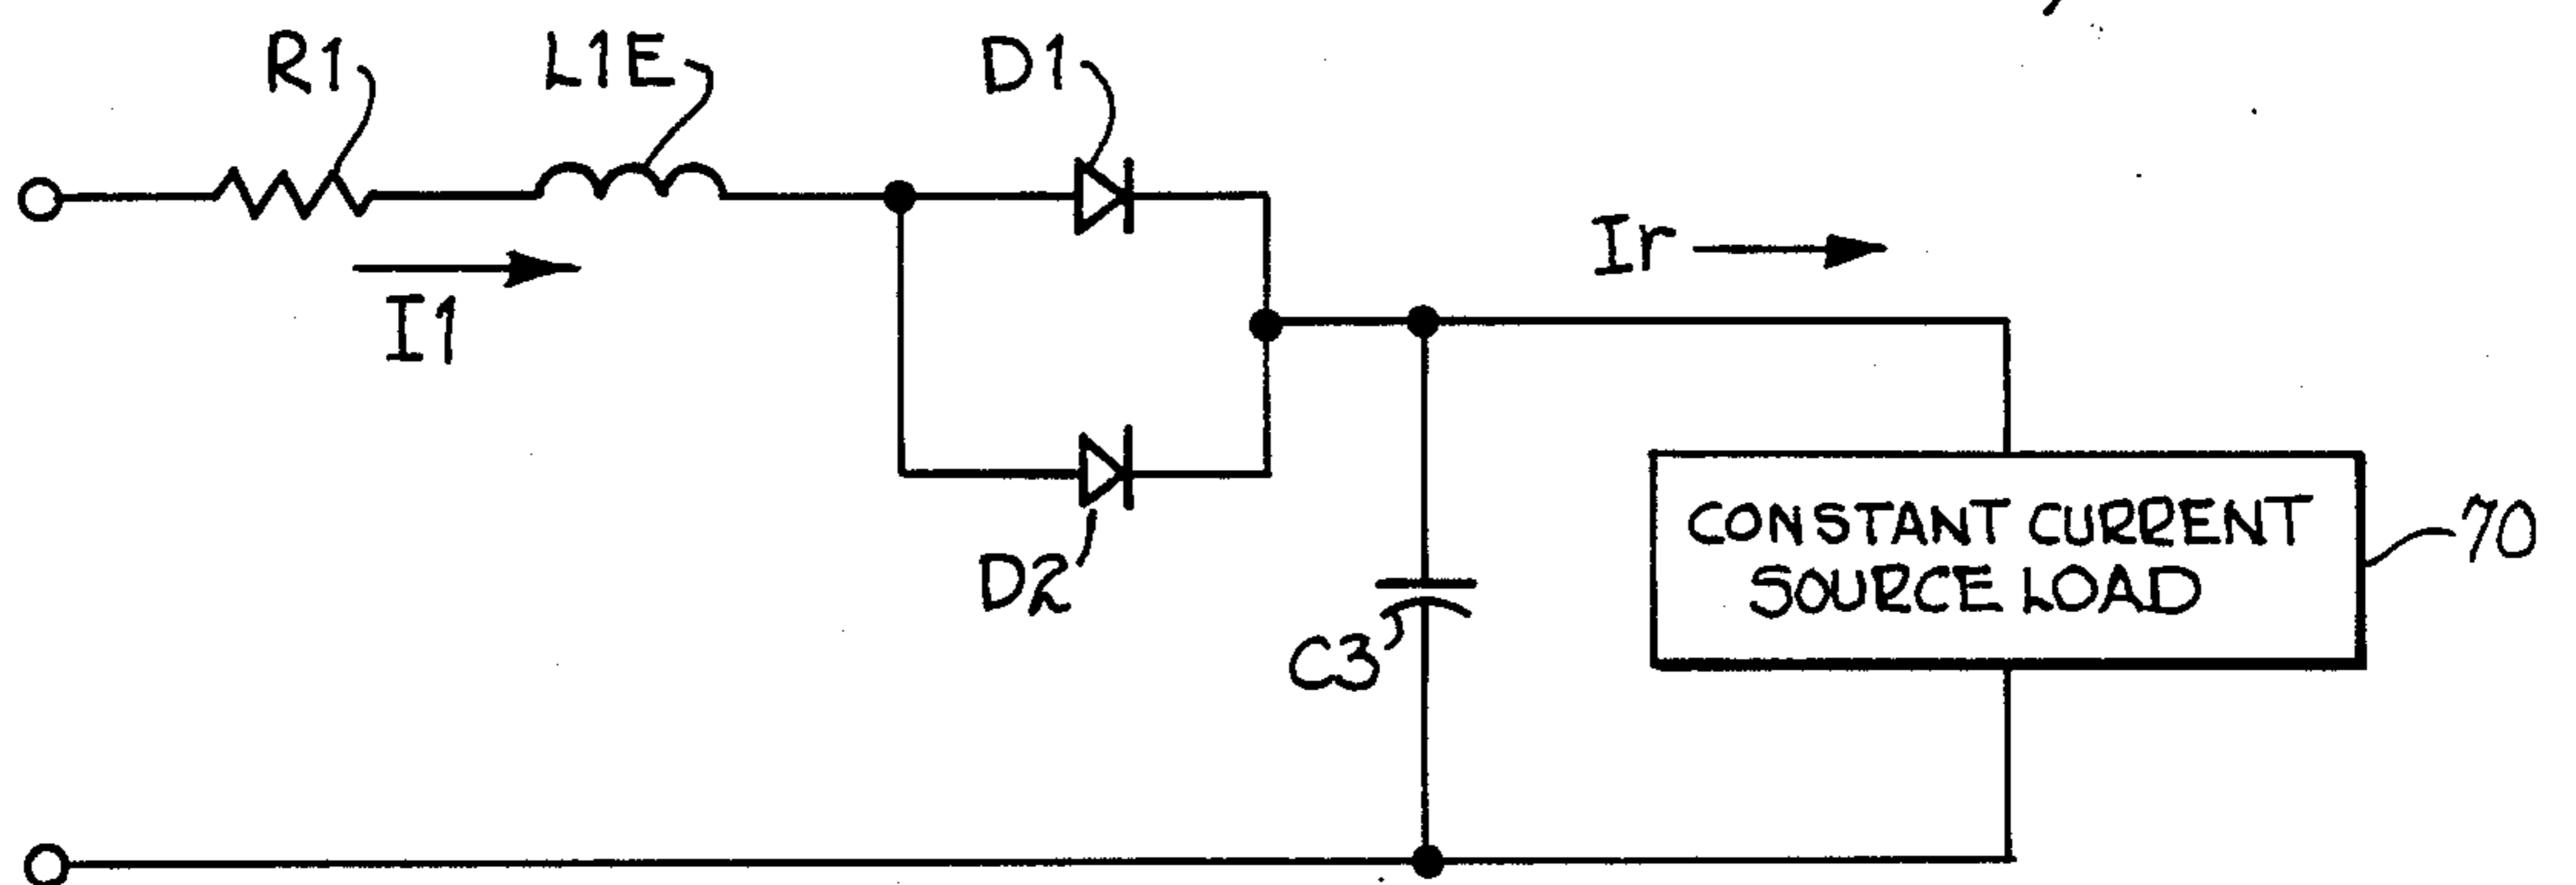 R1
L1E
D1
I1
Ir
D2
C3
CONSTANT CURRENT
SOURCE LOAD
70